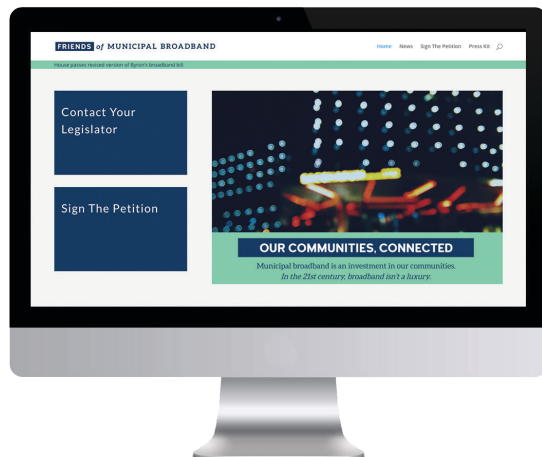 FRIENDS of MUNICIPAL BROADBAND
Home News Sign The Petition Press Kit
House passes revised version of Byron's broadband bill
Contact Your
Legislator
Sign The Petition
OUR COMMUNITIES, CONNECTED
Municipal broadband is an investment in our communities.
In the 21st century, broadband isn't a luxury.